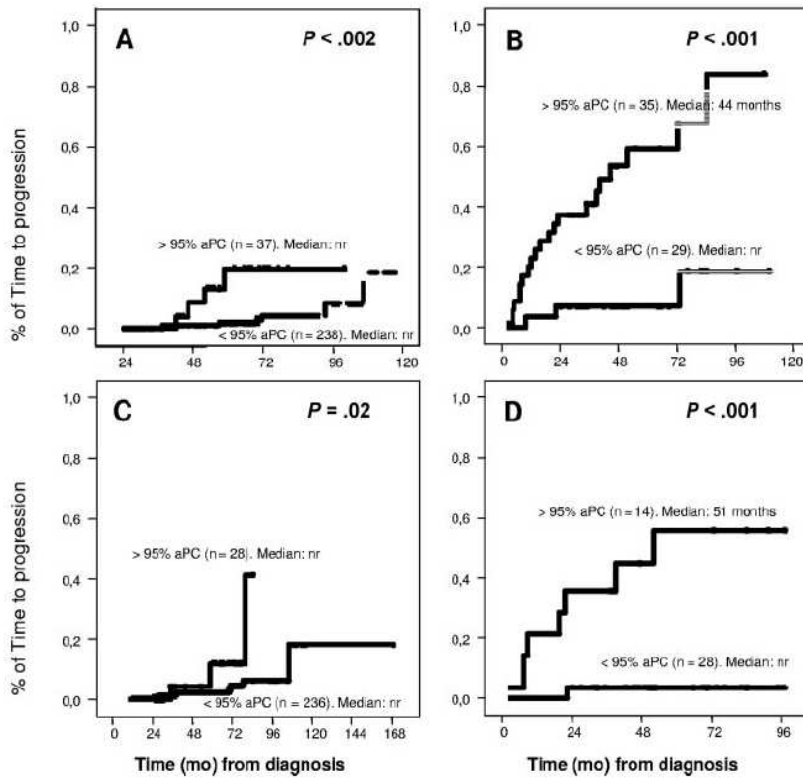 % of Time to progression
A
P < .002
1,0
0,8
0,6
0,4
0,2
0,0
> 95% aPC (n = 37). Median: nr
< 95% aPC (n = 238). Median: nr
24
48
72
96
120
B
P < .001
1,0
0,8
0,6
0,4
0,2
0,0
> 95% aPC (n = 35). Median: 44 months
< 95% aPC (n = 29). Median: nr
0
24
48
72
96
120
% of Time to progression
C
P = .02
1,0
0,8
0,6
0,4
0,2
0,0
> 95% aPC (n = 28). Median: nr
< 95% aPC (n = 236). Median: nr
0
24
48
72
96
120
144
168
Time (mo) from diagnosis
D
P < .001
1,0
0,8
0,6
0,4
0,2
0,0
> 95% aPC (n = 14). Median: 51 months
< 95% aPC (n = 28). Median: nr
0
24
48
72
96
Time (mo) from diagnosis